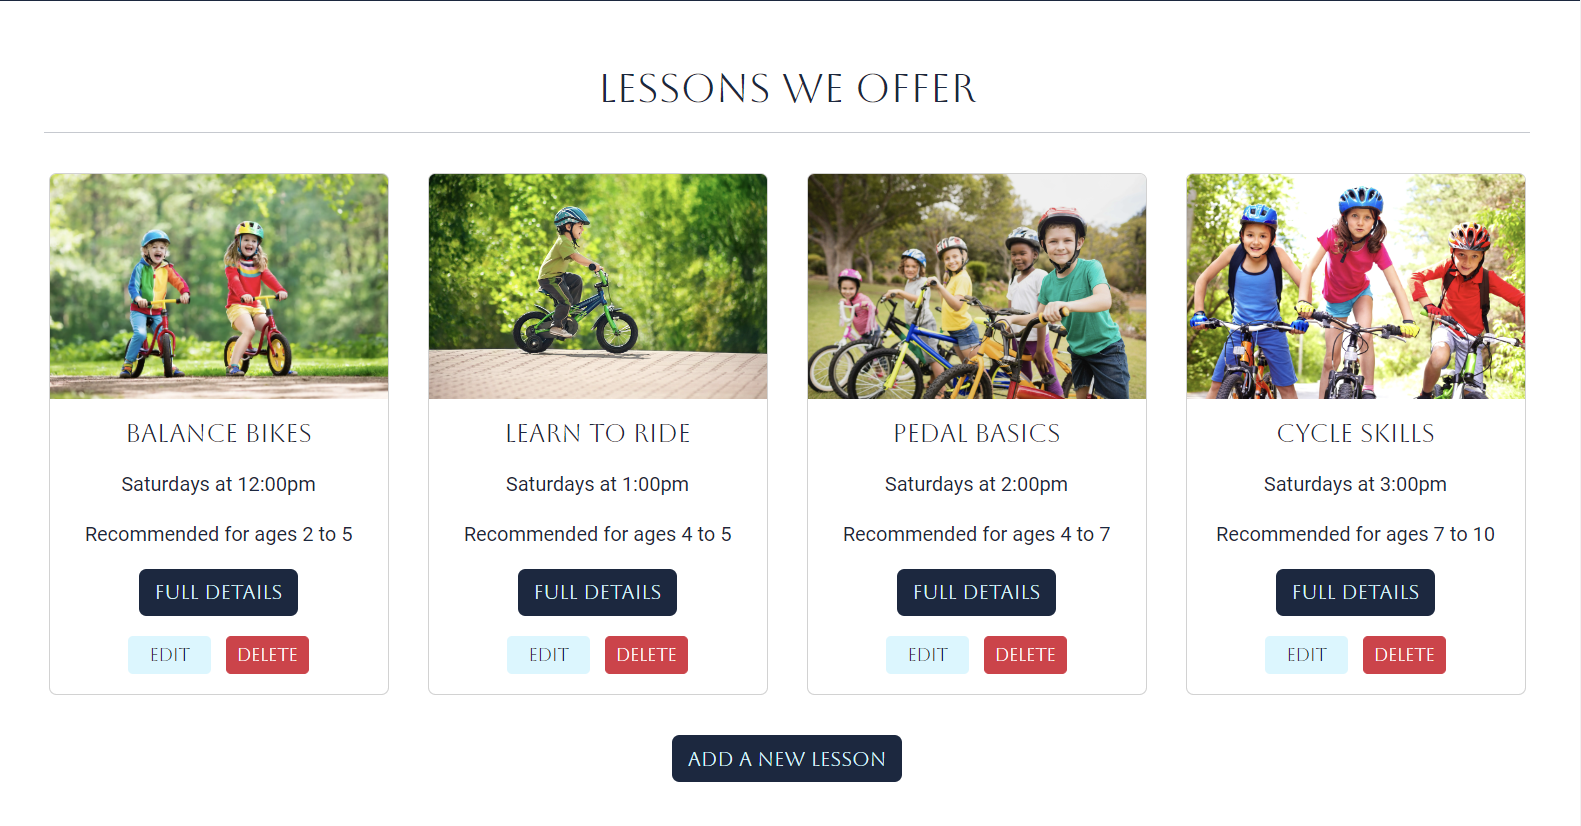 LESSONS WE OFFER
BALANCE BIKES
Saturdays at 12:00pm
Recommended for ages 2 to 5
FULL DETAILS
EDIT DELETE
LEARN TO RIDE
Saturdays at 1:00pm
Recommended for ages 4 to 5
FULL DETAILS
EDIT DELETE
PEDAL BASICS
Saturdays at 2:00pm
Recommended for ages 4 to 7
FULL DETAILS
EDIT DELETE
CYCLE SKILLS
Saturdays at 3:00pm
Recommended for ages 7 to 10
FULL DETAILS
EDIT DELETE
ADD A NEW LESSON